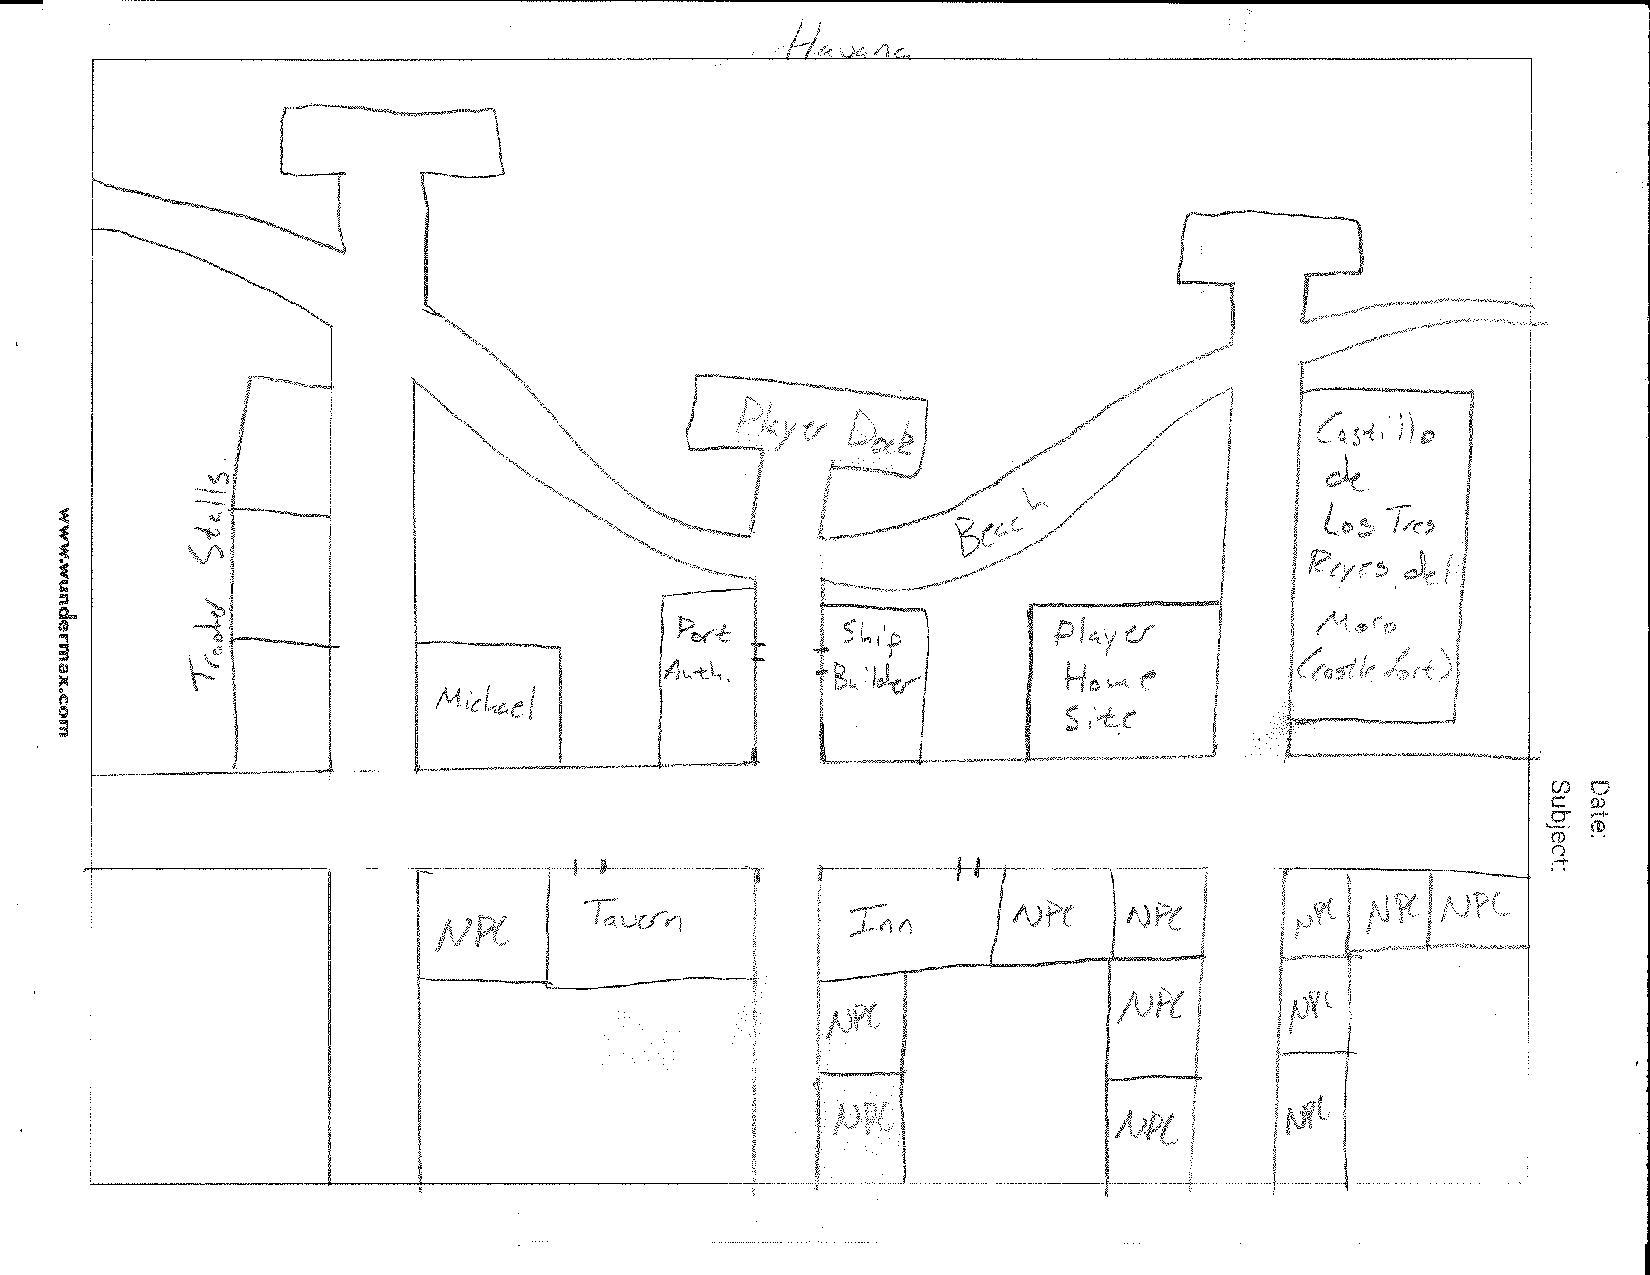 Havana
Player Dock
Beach
Castillo
de
Los Tres
Reyes del
Moro
(castle fort)
Trader Stalls
Port
Auth.
Ship
Builder
Player
Home
Site
Michael
www.wundermax.com
Date:
Subject:
NPC
Tavern
Inn
NPC
NPC
NPC
NPC
NPC
NPC
NPC
NPC
NPC
NPC
NPC